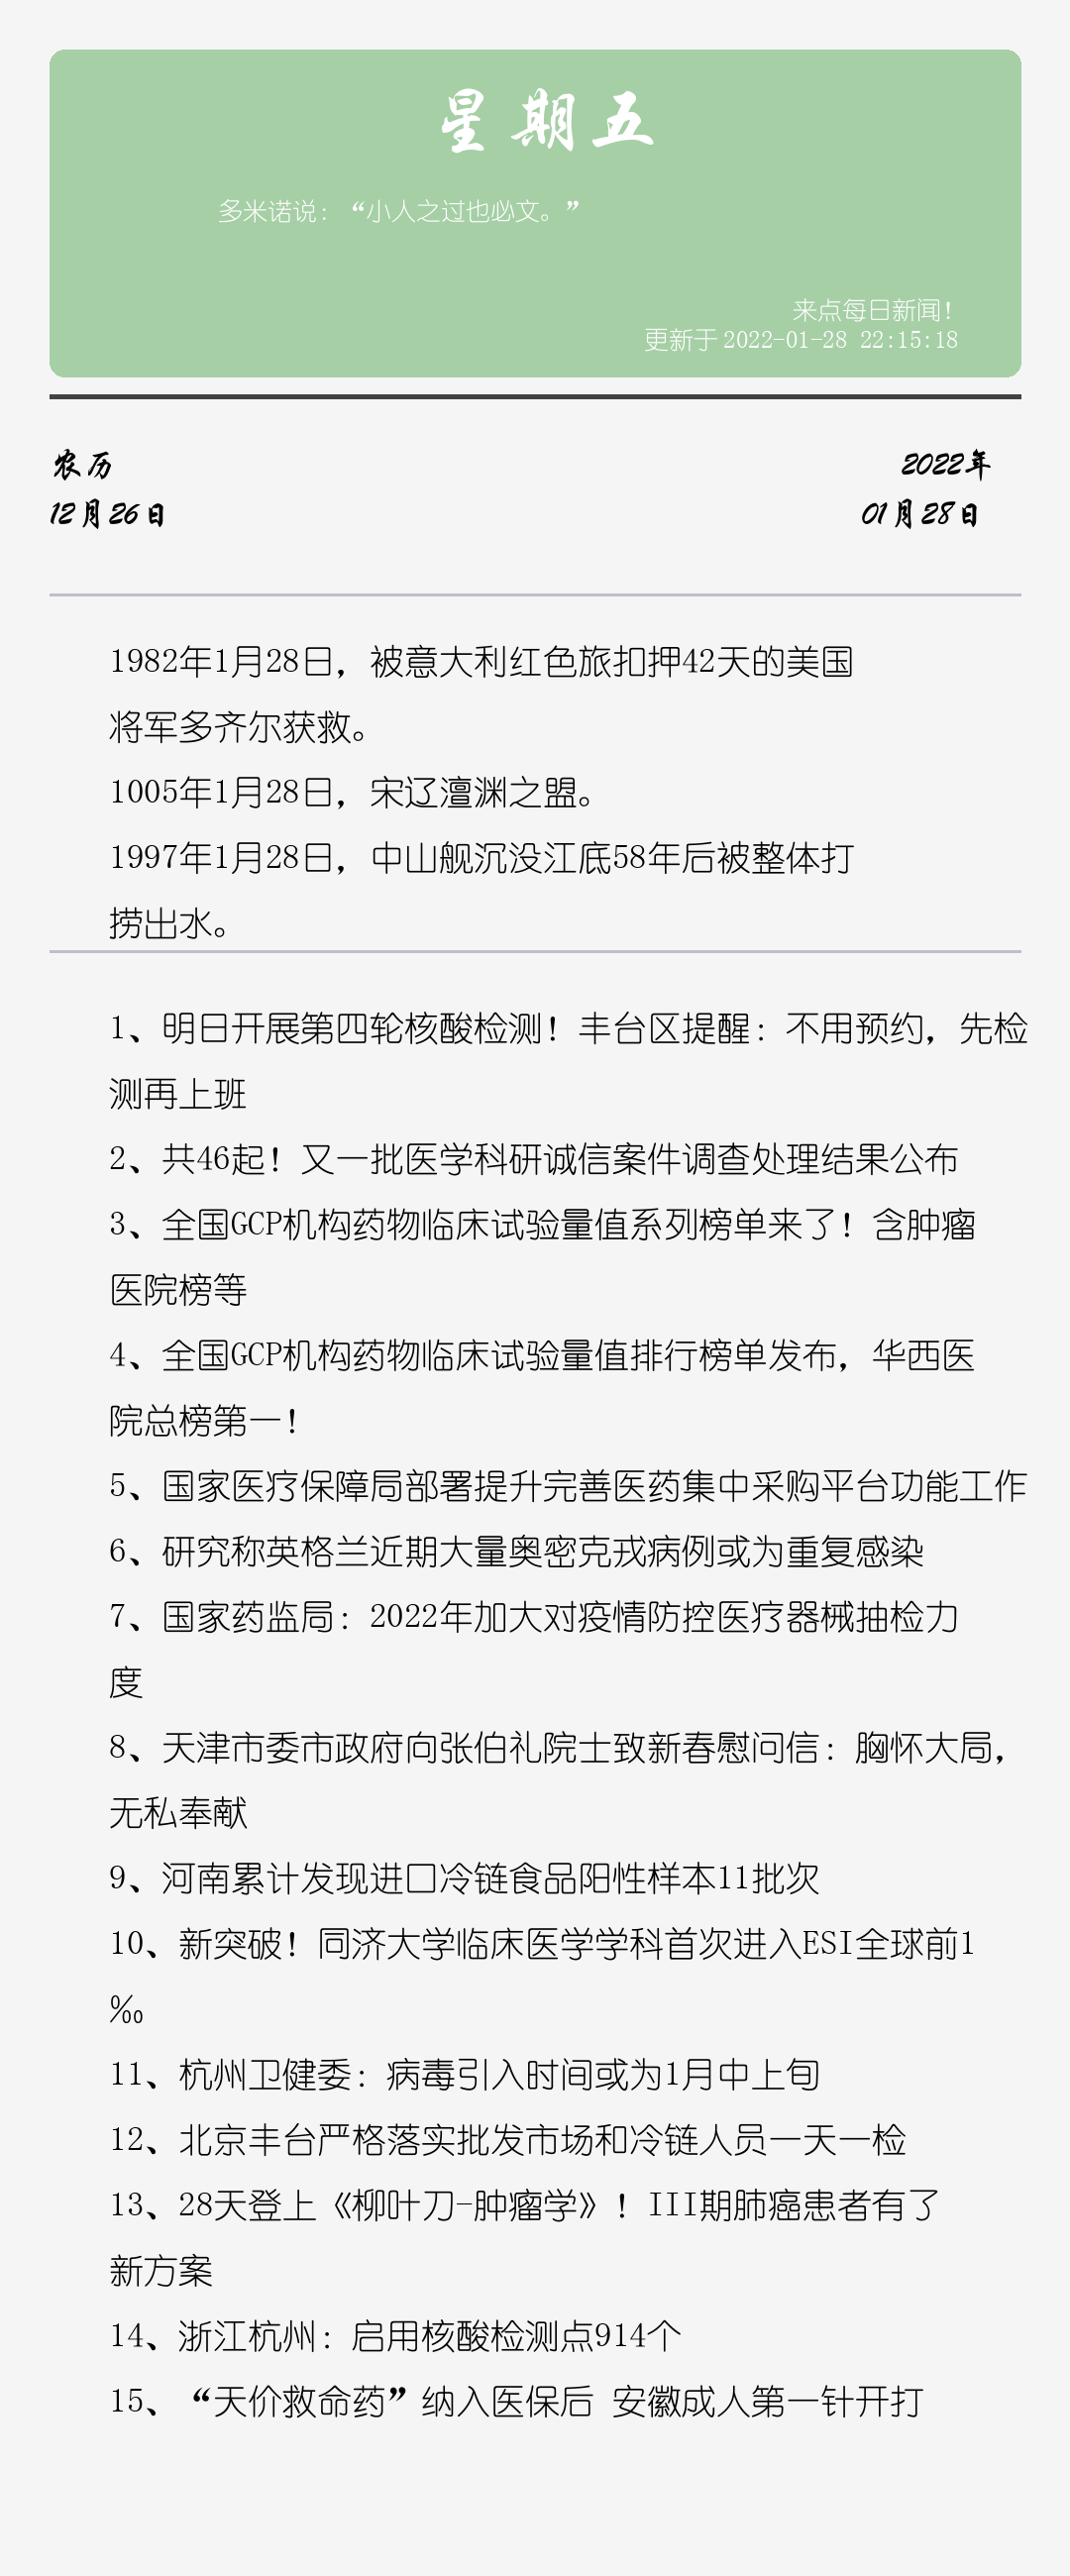 星期五
多米诺说：“小人之过也必文。”
来点每日新闻！
更新于 2022-01-28 22:15:18
农历
2022年
12月26日
01月28日
1982年1月28日，被意大利红色旅扣押42天的美国
将军多齐尔获救。
1005年1月28日，宋辽澶渊之盟。
1997年1月28日，中山舰沉没江底58年后被整体打
捞出水。
1、明日开展第四轮核酸检测！丰台区提醒：不用预约，先检
测再上班
2、共46起！又一批医学科研诚信案件调查处理结果公布
3、全国GCP机构药物临床试验量值系列榜单来了！含肿瘤
医院榜等
4、全国GCP机构药物临床试验量值排行榜单发布，华西医
院总榜第一！
5、国家医疗保障局部署提升完善医药集中采购平台功能工作
6、研究称英格兰近期大量奥密克戎病例或为重复感染
7、国家药监局：2022年加大对疫情防控医疗器械抽检力
度
8、天津市委市政府向张伯礼院士致新春慰问信：胸怀大局，
无私奉献
9、河南累计发现进口冷链食品阳性样本11批次
10、新突破！同济大学临床医学学科首次进入ESI全球前1
‰
11、杭州卫健委：病毒引入时间或为1月中上旬
12、北京丰台严格落实批发市场和冷链人员一天一检
13、28天登上《柳叶刀-肿瘤学》！III期肺癌患者有了
新方案
14、浙江杭州：启用核酸检测点914个
15、“天价救命药”纳入医保后 安徽成人第一针开打